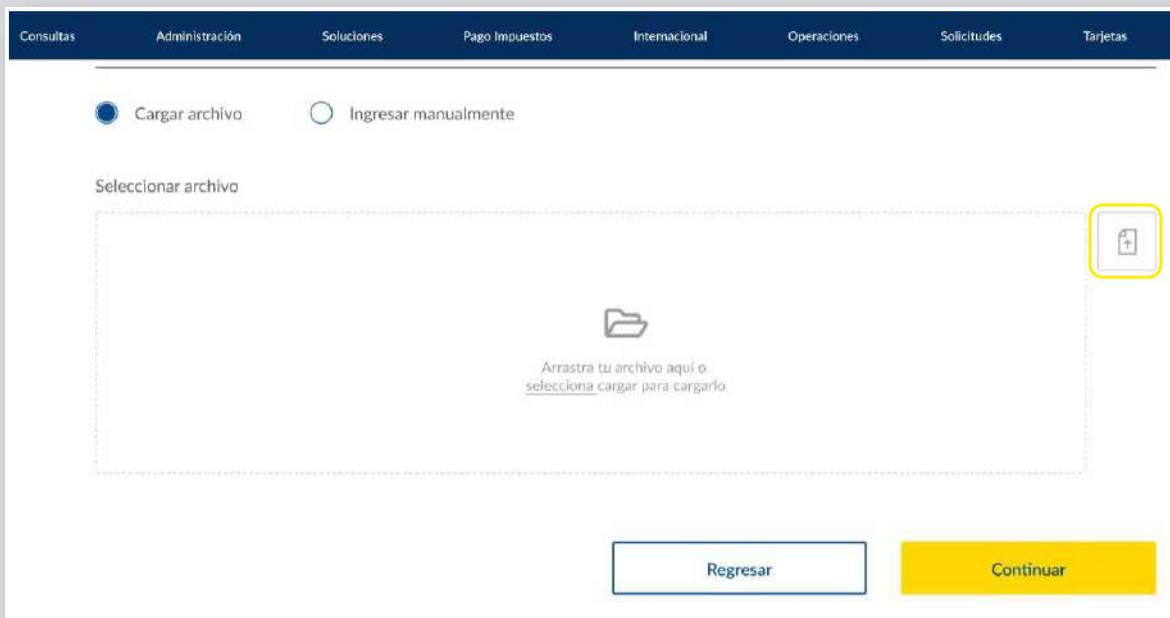 Consultas Administración Soluciones Pago Impuestos Internacional Operaciones Solicitudes Tarjetas
Cargar archivo Ingresar manualmente
Seleccionar archivo
Arrastra tu archivo aquí o
selecciona cargar para cargarlo
Regresar Continuar